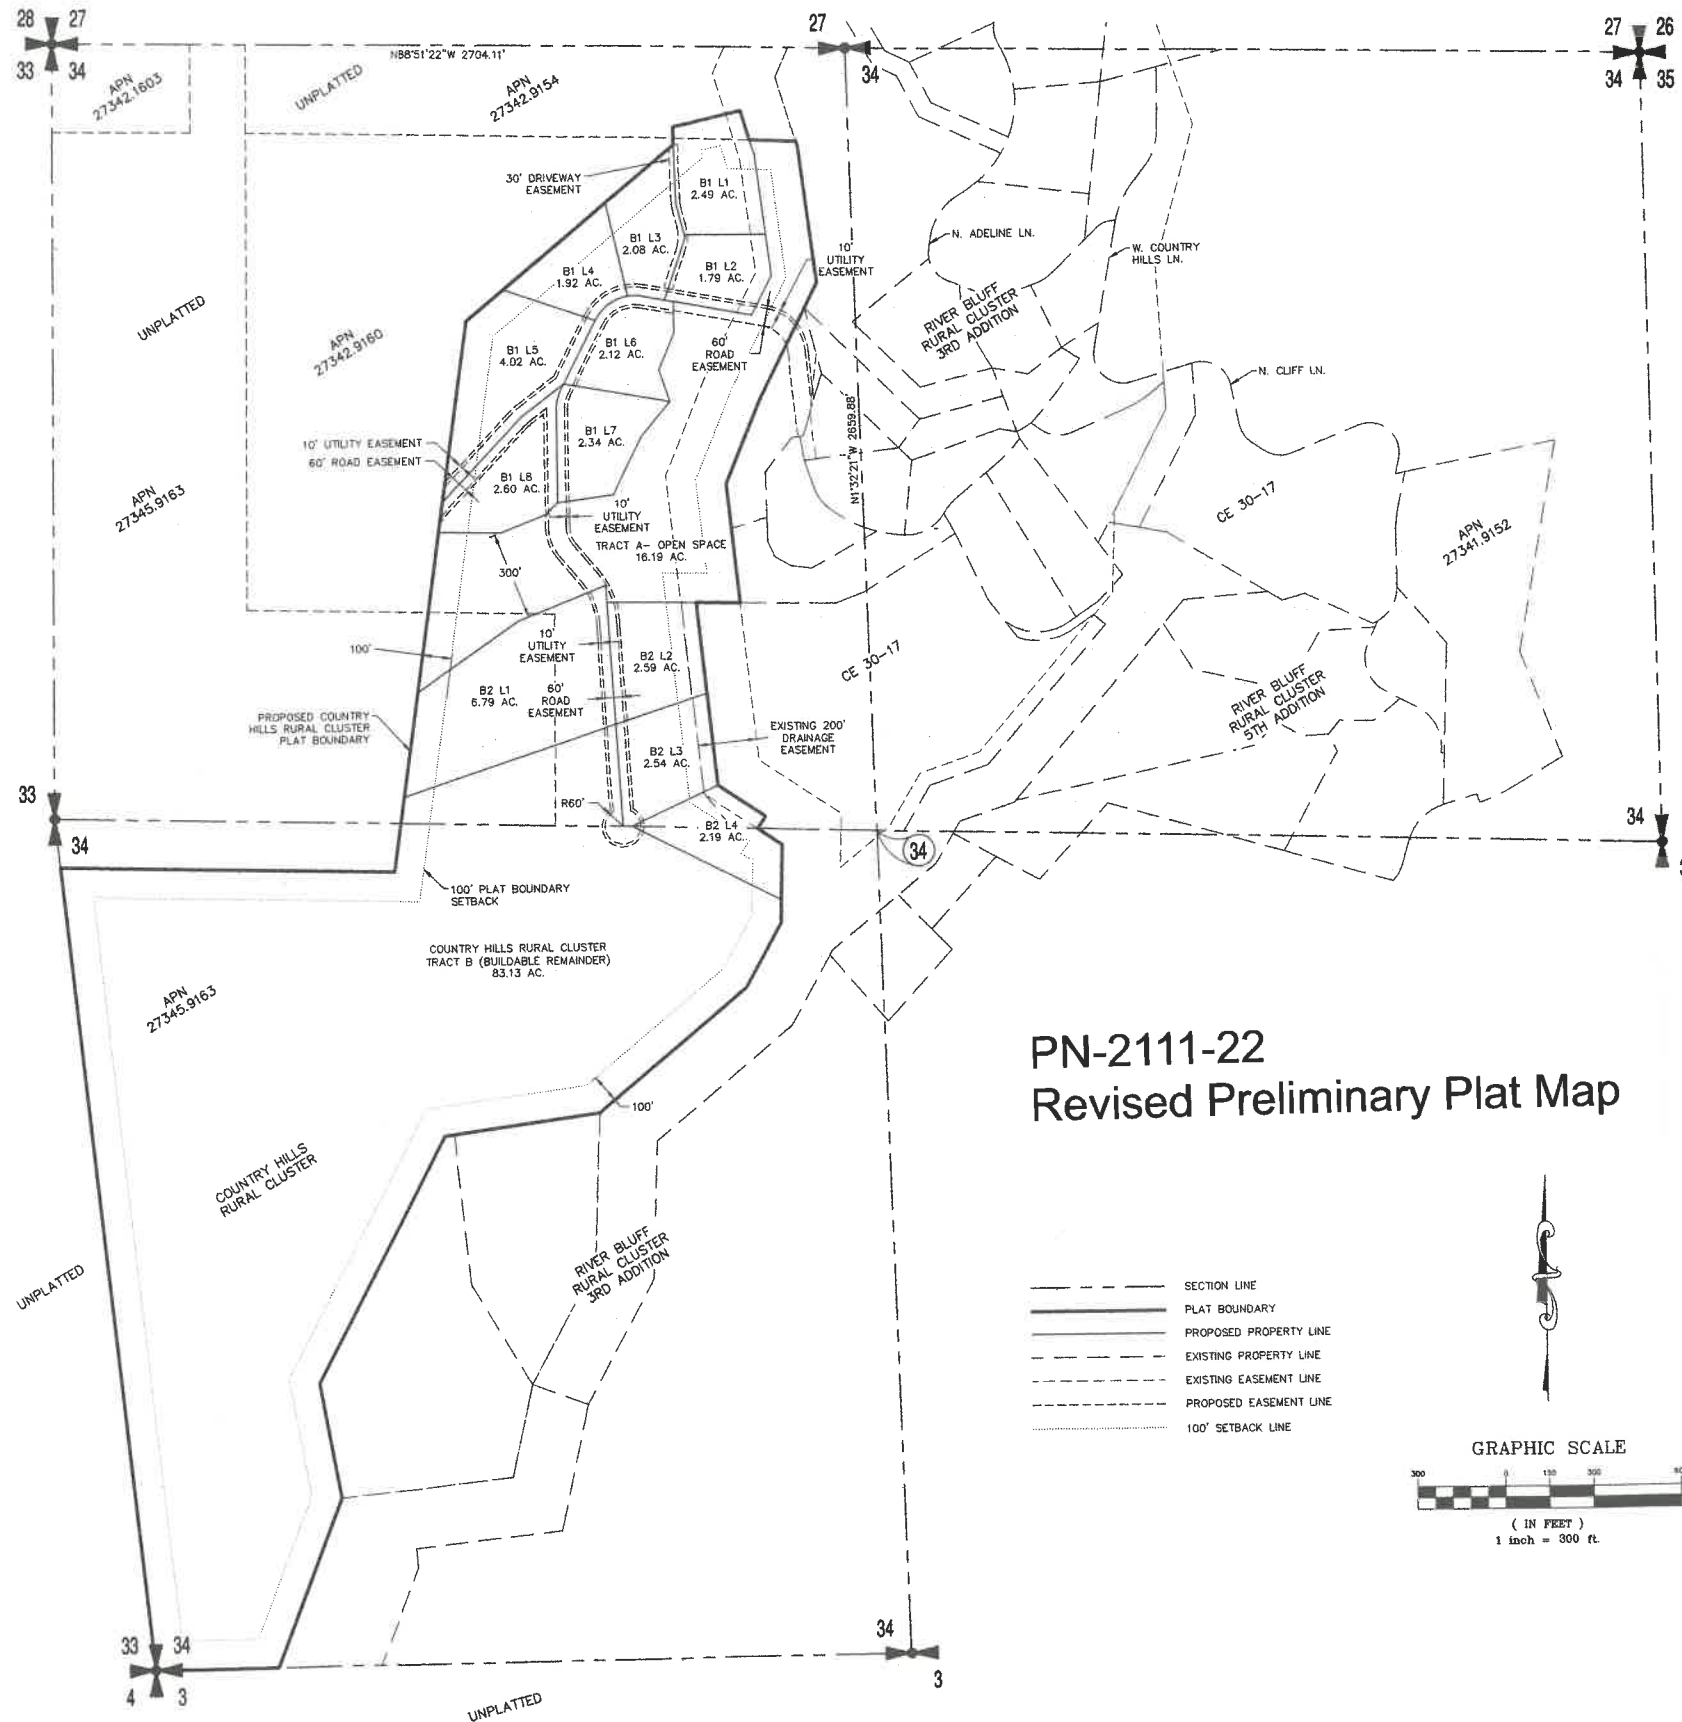 28 27
33 34
N88°51'22"W 2704.11'
27
34
27 26
34 35
APN
27342.1603
UNPLATTED
APN
27342.9154
30' DRIVEWAY
EASEMENT
B1 L1
2.49 AC.
B1 L3
2.08 AC.
B1 L2
1.79 AC.
B1 L4
1.92 AC.
10'
UTILITY
EASEMENT
N. ADELINE LN.
W. COUNTRY
HILLS LN.
RIVER BLUFF
RURAL CLUSTER
3RD ADDITION
UNPLATTED
APN
27342.9160
B1 L5
4.02 AC.
B1 L6
2.12 AC.
60'
ROAD
EASEMENT
N. CLIFF LN.
N1°32'21"W 2659.88'
B1 L7
2.34 AC.
10' UTILITY EASEMENT
60' ROAD EASEMENT
B1 L8
2.60 AC.
10'
UTILITY
EASEMENT
APN
27345.9163
CE 30-17
APN
27341.9152
TRACT A- OPEN SPACE
16.19 AC.
300'
100'
10'
UTILITY
EASEMENT
B2 L2
2.59 AC.
CE 30-17
B2 L1
6.79 AC.
60'
ROAD
EASEMENT
RIVER BLUFF
RURAL CLUSTER
5TH ADDITION
PROPOSED COUNTRY
HILLS RURAL CLUSTER
PLAT BOUNDARY
EXISTING 200'
DRAINAGE
EASEMENT
B2 L3
2.54 AC.
33
34
R60'
B2 L4
2.19 AC.
34
34
100' PLAT BOUNDARY
SETBACK
COUNTRY HILLS RURAL CLUSTER
TRACT B (BUILDABLE REMAINDER)
83.13 AC.
APN
27345.9163
PN-2111-22
Revised Preliminary Plat Map
100'
COUNTRY HILLS
RURAL CLUSTER
RIVER BLUFF
RURAL CLUSTER
3RD ADDITION
UNPLATTED
SECTION LINE
PLAT BOUNDARY
PROPOSED PROPERTY LINE
EXISTING PROPERTY LINE
EXISTING EASEMENT LINE
PROPOSED EASEMENT LINE
100' SETBACK LINE
GRAPHIC SCALE
300 0 150 300
( IN FEET )
1 inch = 300 ft.
33 34
4 3
34
3
UNPLATTED